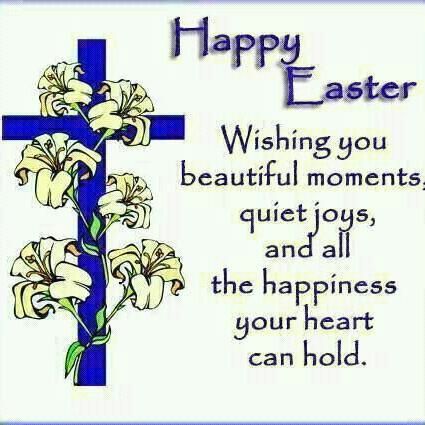 Happy
Easter
Wishing you
beautiful moments,
quiet joys,
and all
the happiness
your heart
can hold.